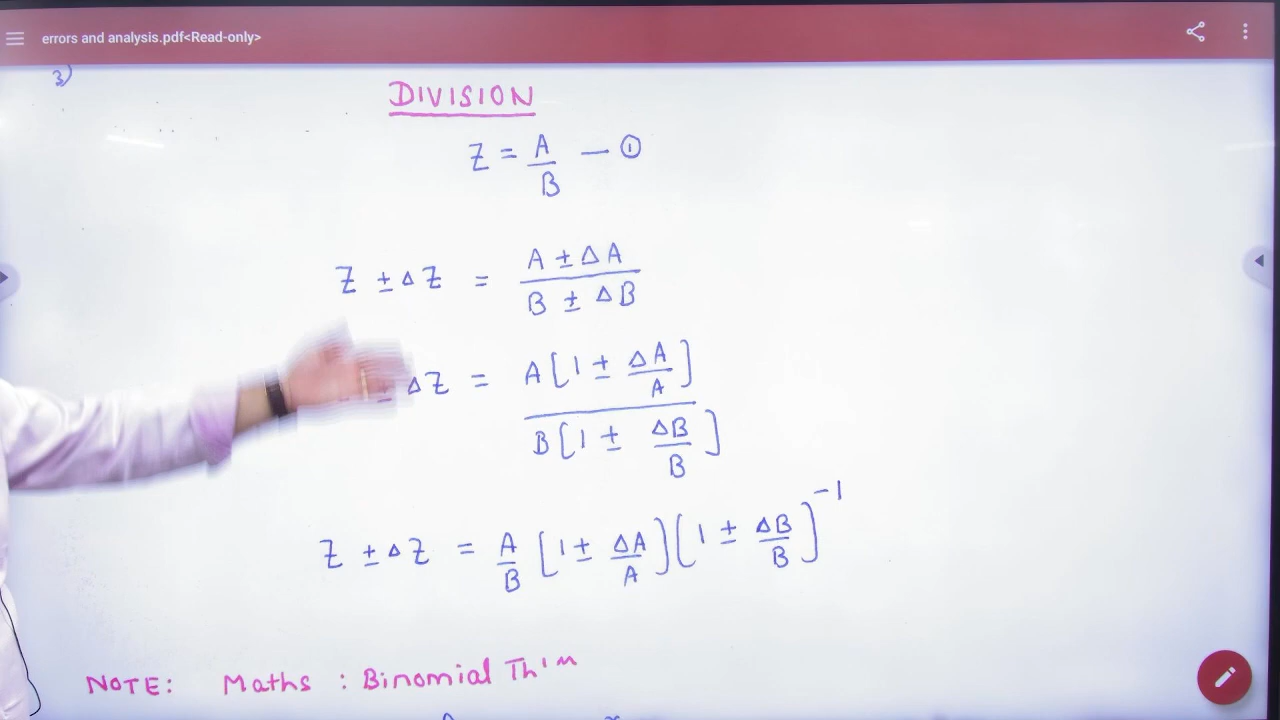 errors and analysis.pdf<Read-only>
3)
DIVISION
Z = A/B — ①
Z ± ΔZ = (A ± ΔA)/(B ± ΔB)
± ΔZ = A[1 ± ΔA/A]/B[1 ± ΔB/B]
Z ± ΔZ = A/B [1 ± ΔA/A][1 ± ΔB/B]⁻¹
NOTE: Maths : Binomial Thm